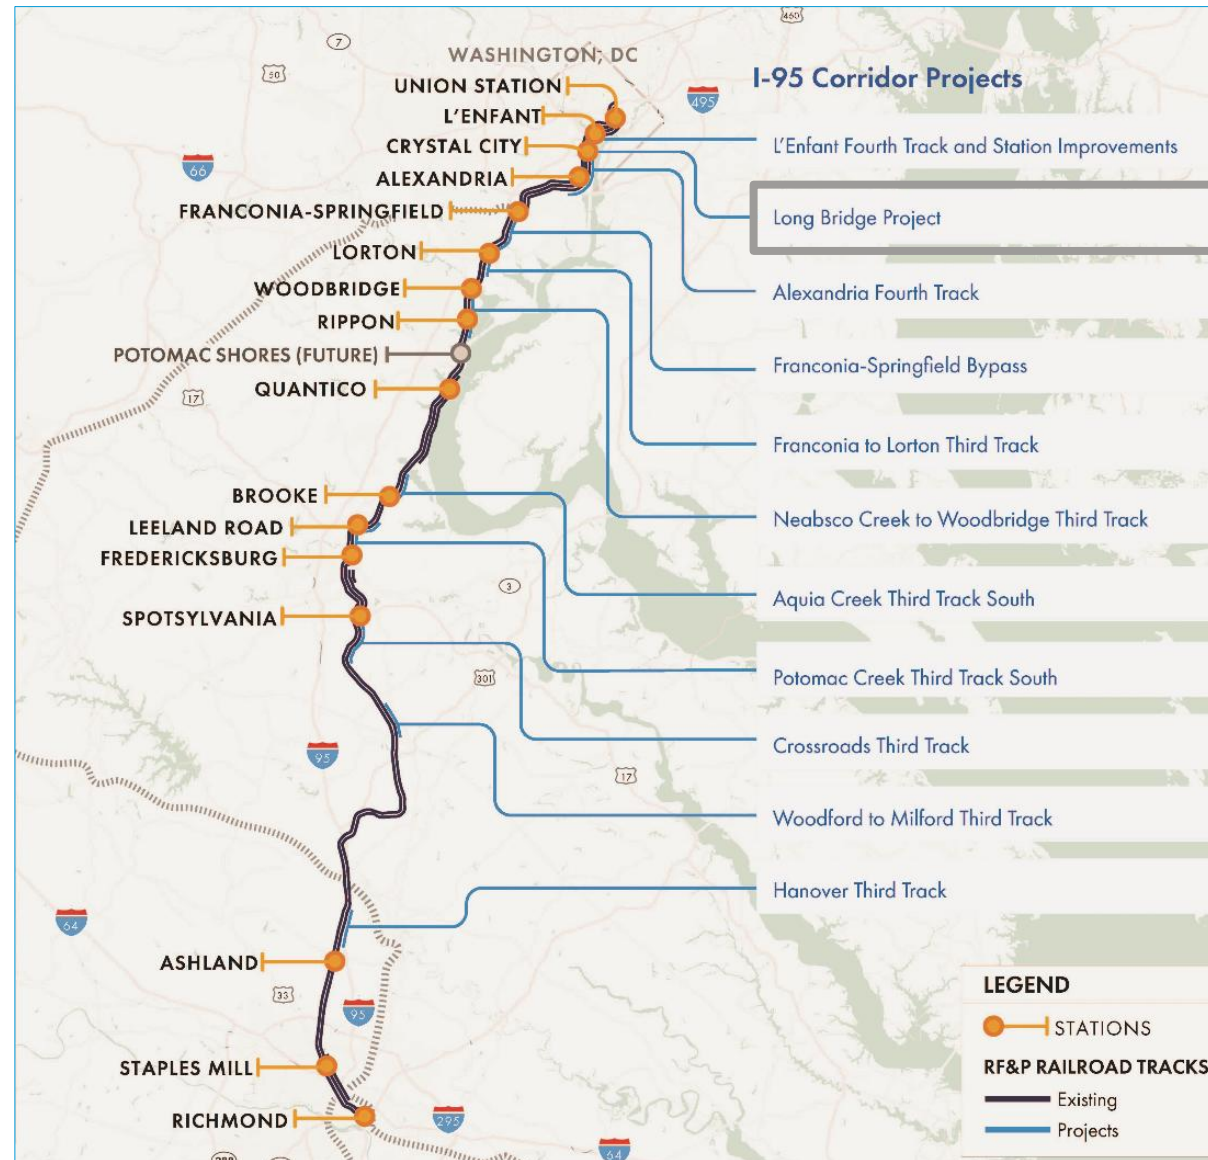 460
7
WASHINGTON, DC
50
UNION STATION
I-95 Corridor Projects
495
L'ENFANT
CRYSTAL CITY
L'Enfant Fourth Track and Station Improvements
66
ALEXANDRIA
FRANCONIA-SPRINGFIELD
Long Bridge Project
LORTON
WOODBRIDGE
Alexandria Fourth Track
RIPPON
POTOMAC SHORES (FUTURE)
Franconia-Springfield Bypass
QUANTICO
17
Franconia to Lorton Third Track
BROOKE
LEELAND ROAD
Neabsco Creek to Woodbridge Third Track
FREDERICKSBURG
3
Aquia Creek Third Track South
SPOTSYLVANIA
301
Potomac Creek Third Track South
95
Crossroads Third Track
17
Woodford to Milford Third Track
Hanover Third Track
64
ASHLAND
33
95
LEGEND
STATIONS
STAPLES MILL
RF&P RAILROAD TRACKS
Existing
RICHMOND
295
Projects
64
288